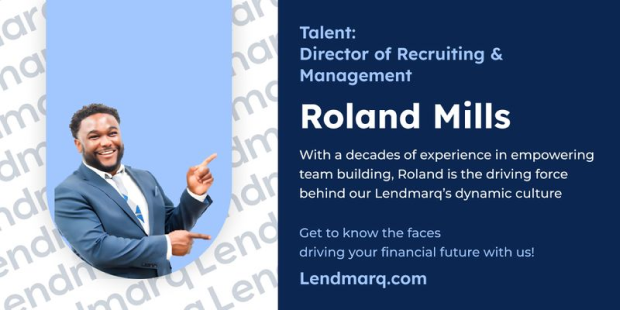 Talent:
Director of Recruiting &
Management
Roland Mills
With a decades of experience in empowering
team building, Roland is the driving force
behind our Lendmarq's dynamic culture
Get to know the faces
driving your financial future with us!
Lendmarq.com
Lendmarq Lendmarq